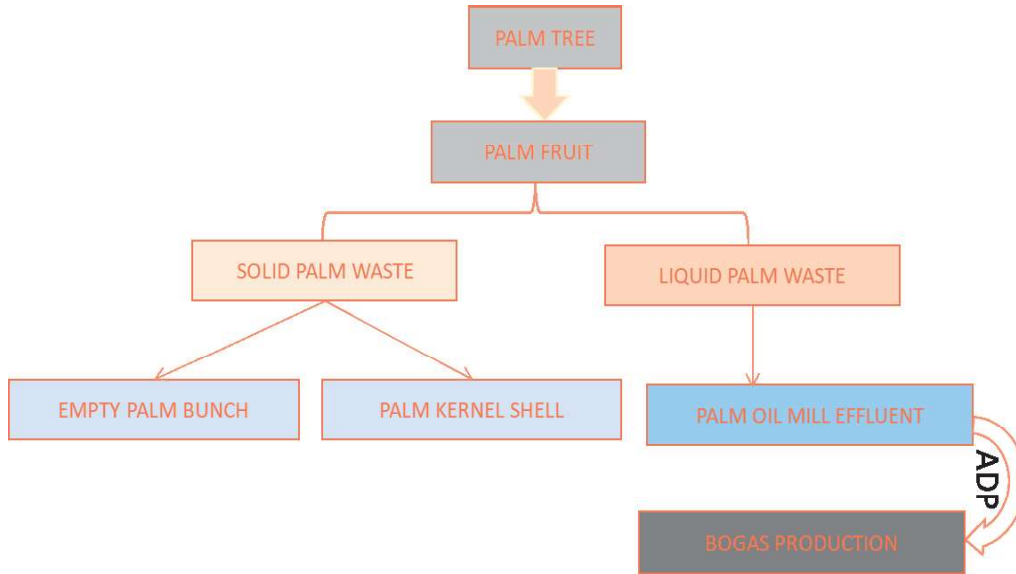 PALM TREE
PALM FRUIT
SOLID PALM WASTE
LIQUID PALM WASTE
EMPTY PALM BUNCH
PALM KERNEL SHELL
PALM OIL MILL EFFLUENT
ADP
BOGAS PRODUCTION